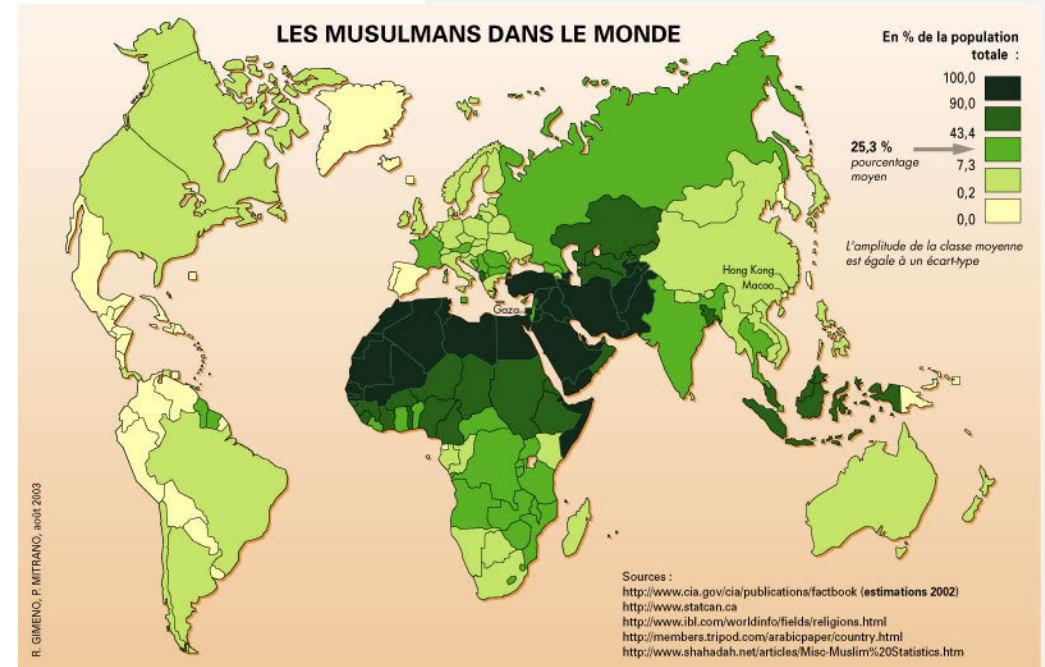 LES MUSULMANS DANS LE MONDE
En % de la population
totale :
100,0
90,0
43,4
25,3 %
pourcentage
moyen
7,3
0,2
0,0
L'amplitude de la classe moyenne
est égale à un écart-type
Hong Kong
Macao
Gaza
R. GIMENO, P. MITRANO, août 2003
Sources :
http://www.cia.gov/cia/publications/factbook (estimations 2002)
http://www.statcan.ca
http://www.ibl.com/worldinfo/fields/religions.html
http://members.tripod.com/arabicpaper/country.html
http://www.shahadah.net/articles/Misc-Muslim%20Statistics.htm